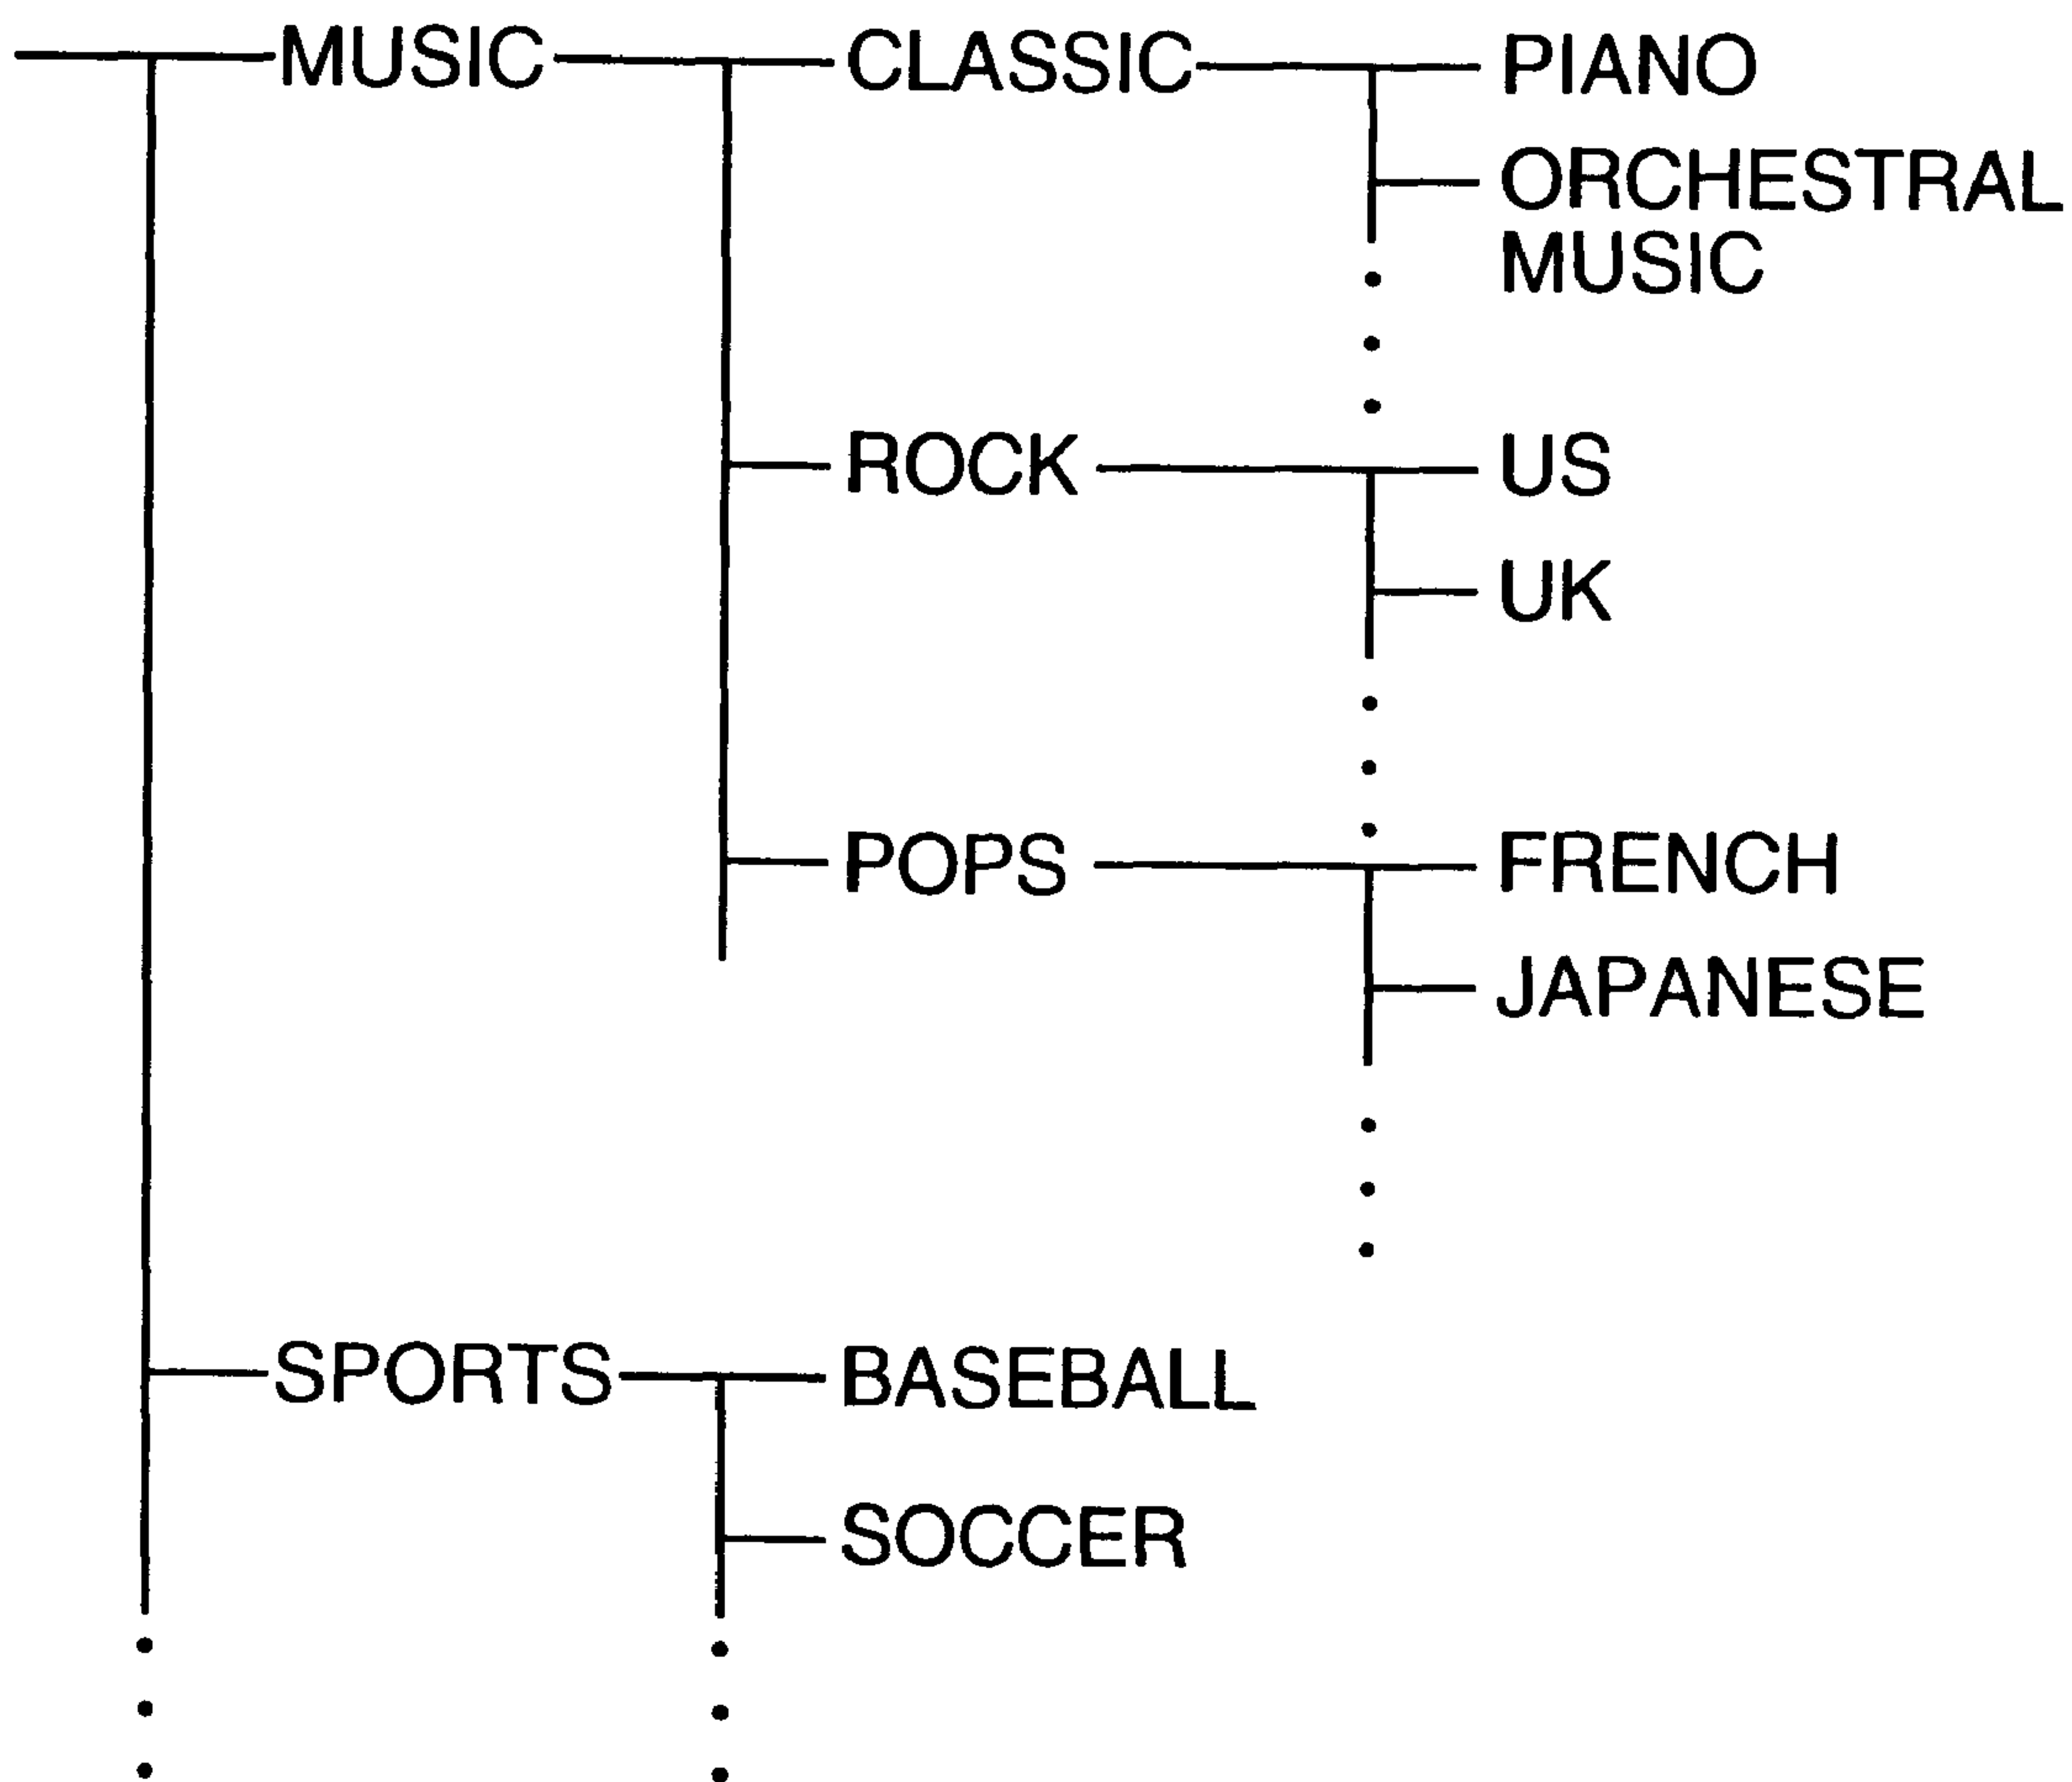 MUSIC CLASSIC PIANO
ORCHESTRAL
MUSIC
ROCK US
UK
POPS FRENCH
JAPANESE
SPORTS BASEBALL
SOCCER